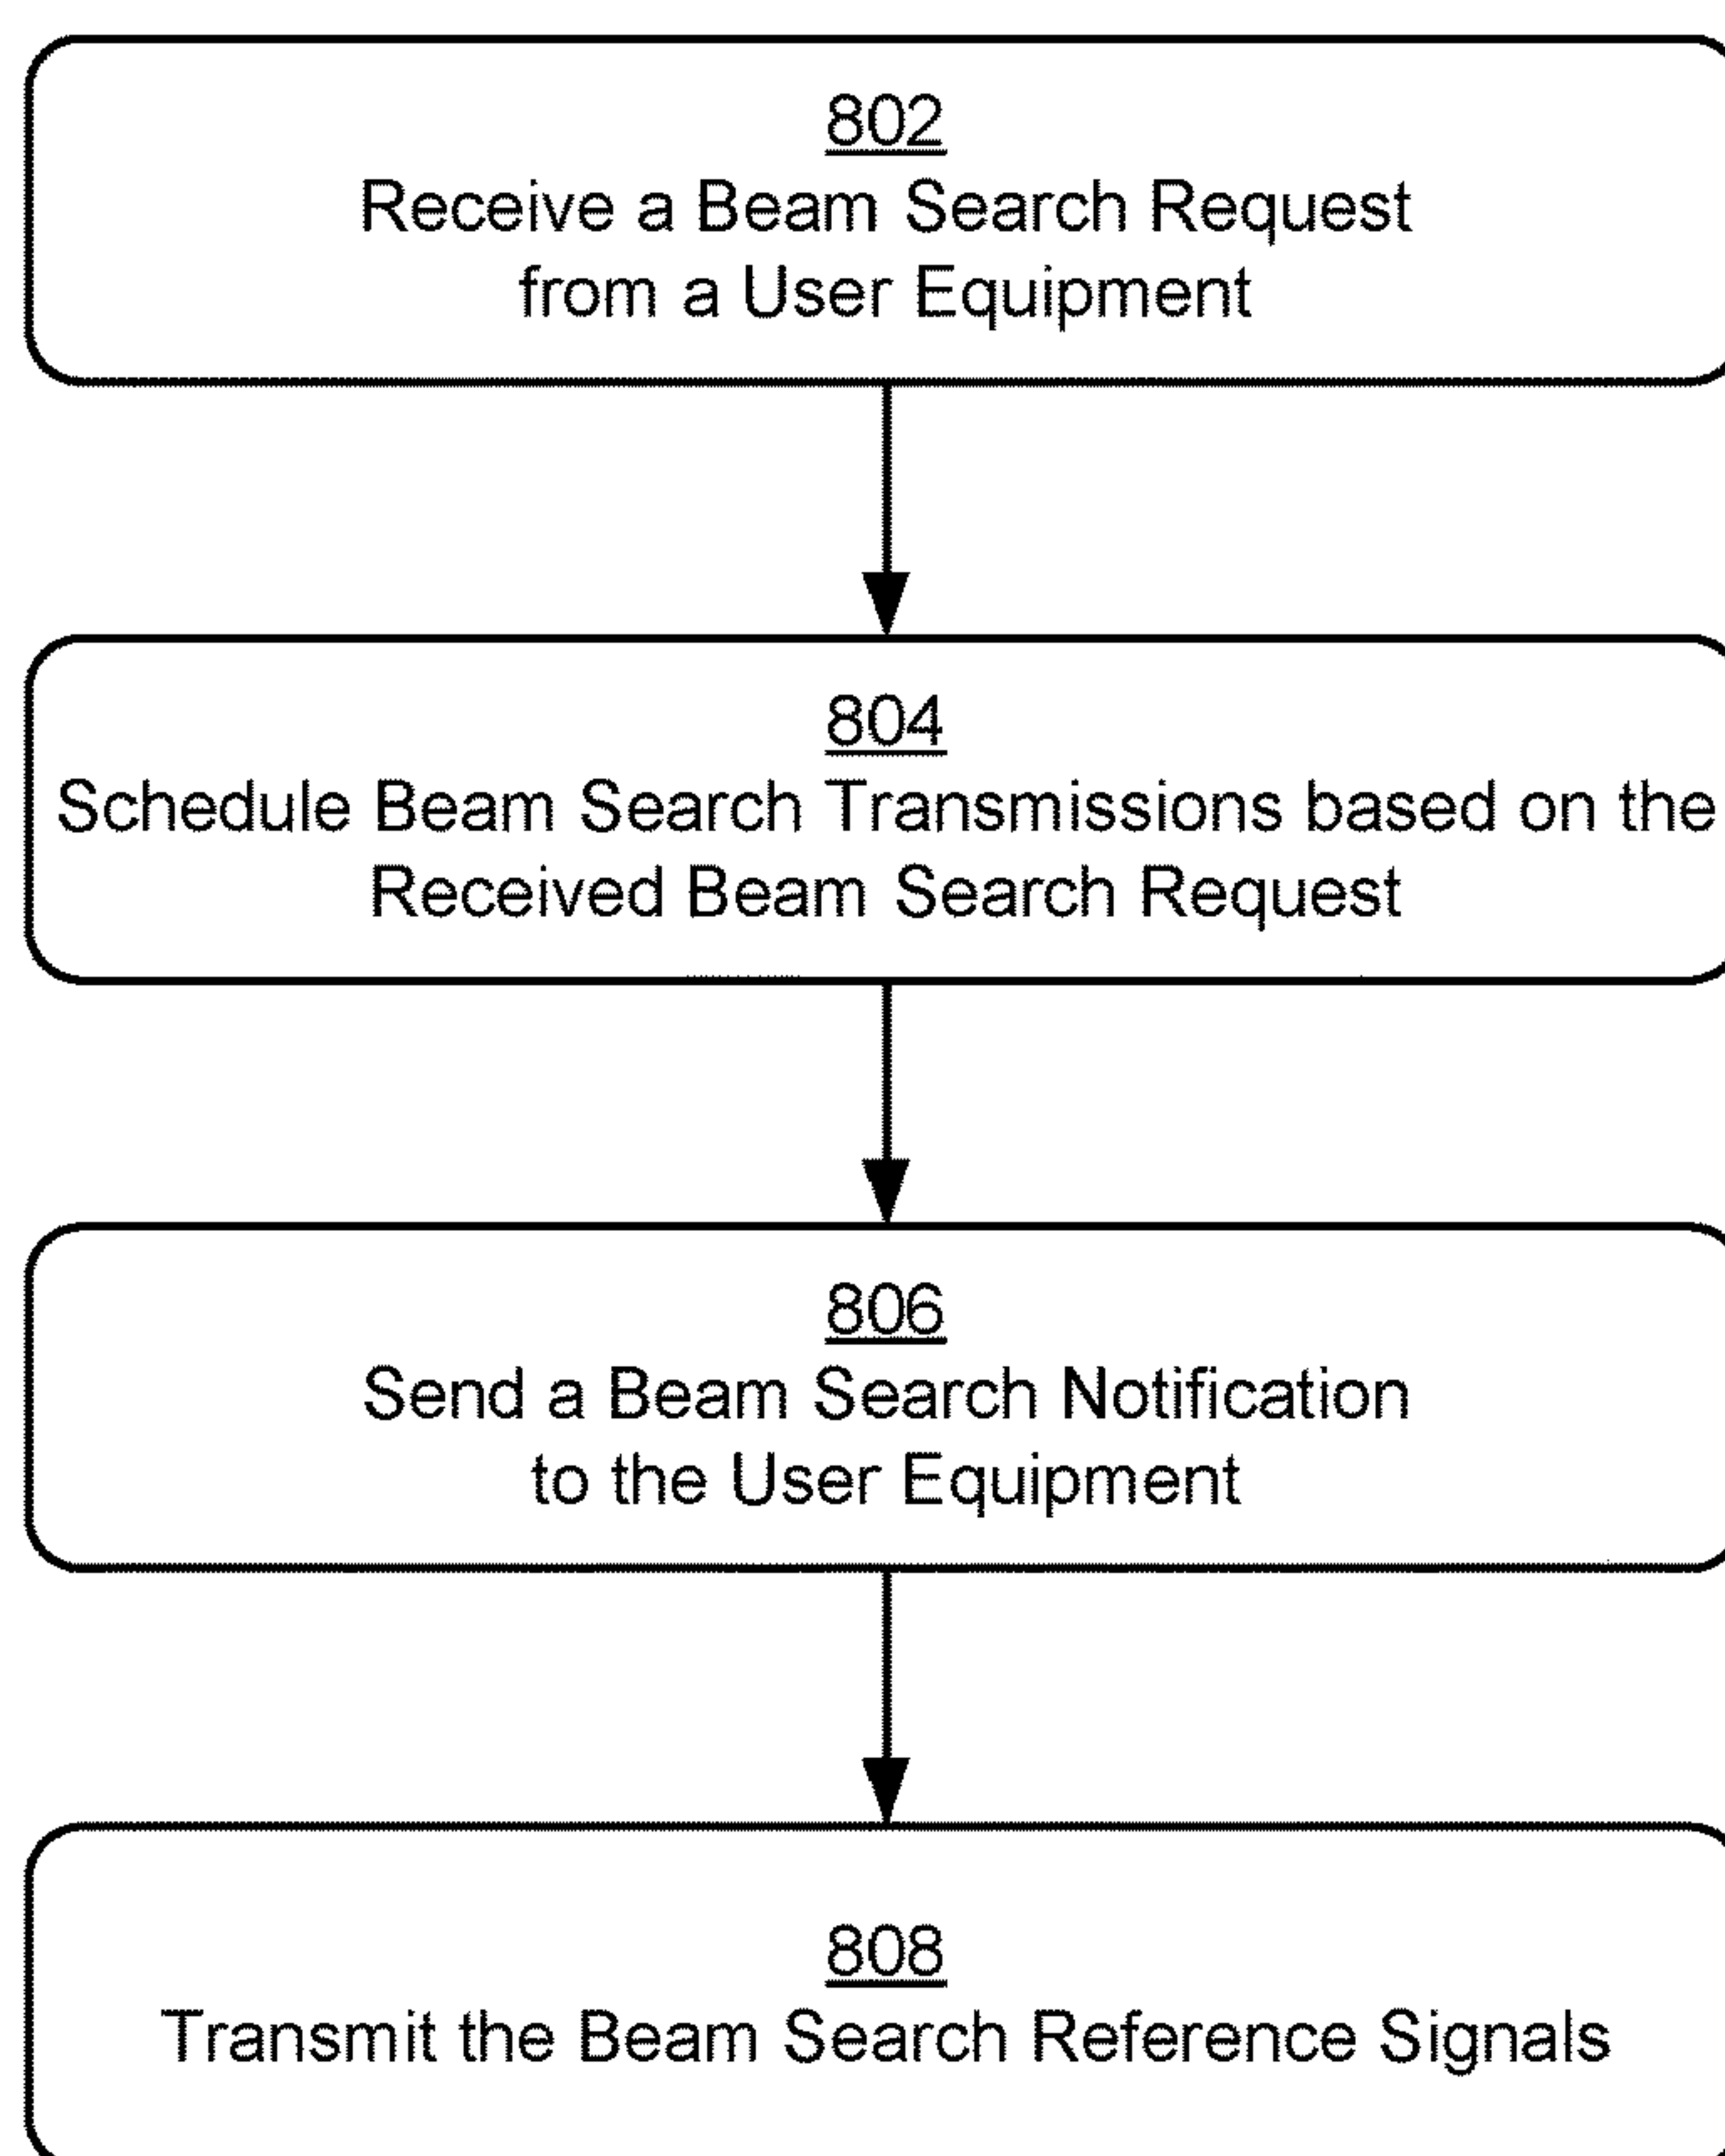 802
Receive a Beam Search Request
from a User Equipment
804
Schedule Beam Search Transmissions based on the
Received Beam Search Request
806
Send a Beam Search Notification
to the User Equipment
808
Transmit the Beam Search Reference Signals